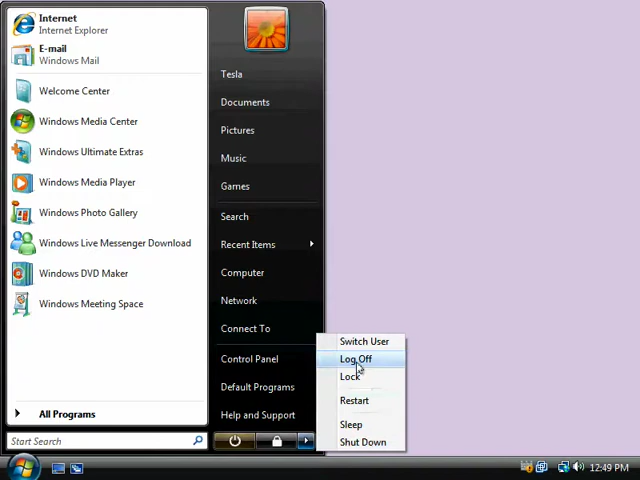 Internet
Internet Explorer
E-mail
Windows Mail
Welcome Center
Windows Media Center
Windows Ultimate Extras
Windows Media Player
Windows Photo Gallery
Windows Live Messenger Download
Windows DVD Maker
Windows Meeting Space
All Programs
Start Search
Tesla
Documents
Pictures
Music
Games
Search
Recent Items
Computer
Network
Connect To
Control Panel
Default Programs
Help and Support
Switch User
Log Off
Lock
Restart
Sleep
Shut Down
12:49 PM